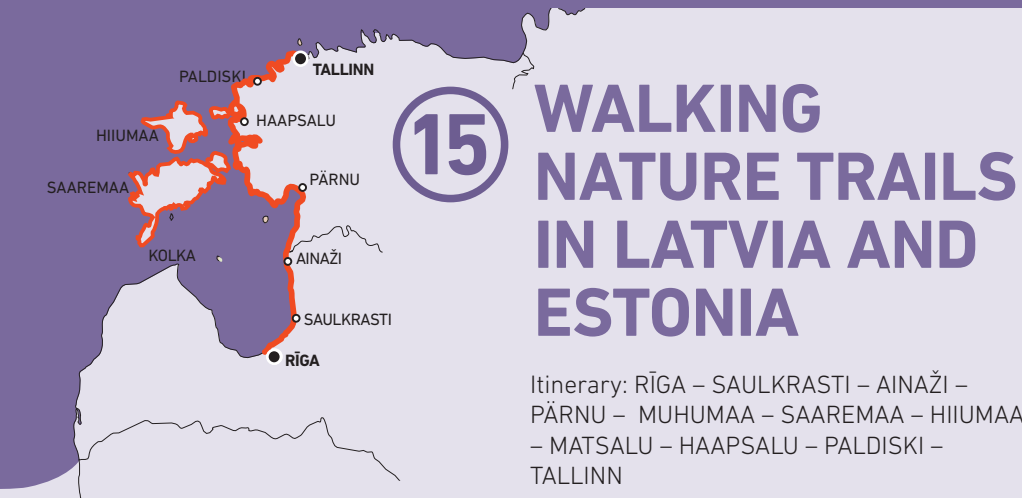 TALLINN
PALDISKI
HAAPSALU
HIIUMAA
SAAREMAA
PÄRNU
KOLKA
AINAŽI
SAULKRASTI
RĪGA
15
WALKING
NATURE TRAILS
IN LATVIA AND
ESTONIA
Itinerary: RĪGA – SAULKRASTI – AINAŽI –
PÄRNU – MUHUMAA – SAAREMAA – HIIUMAA
– MATSALU – HAAPSALU – PALDISKI –
TALLINN